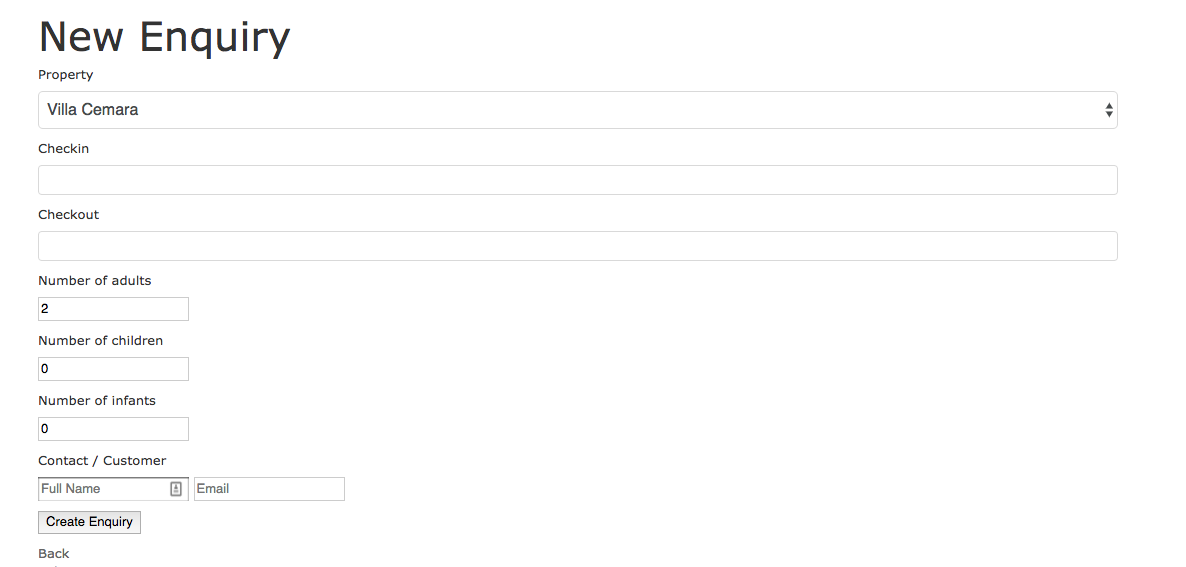 New Enquiry
Property
Villa Cemara
Checkin
Checkout
Number of adults
2
Number of children
0
Number of infants
0
Contact / Customer
Full Name Email
Create Enquiry
Back